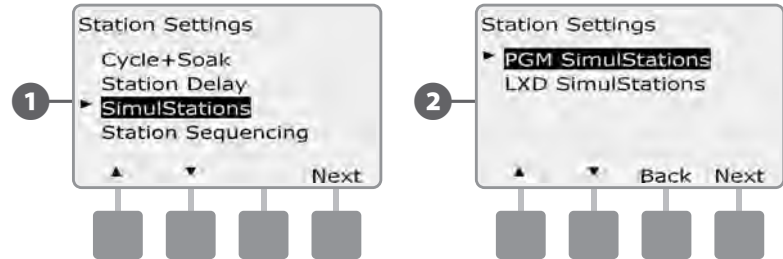 Station Settings
Cycle+Soak
Station Delay
SimulStations
Station Sequencing
Next
1
Station Settings
PGM SimulStations
LXD SimulStations
Back Next
2